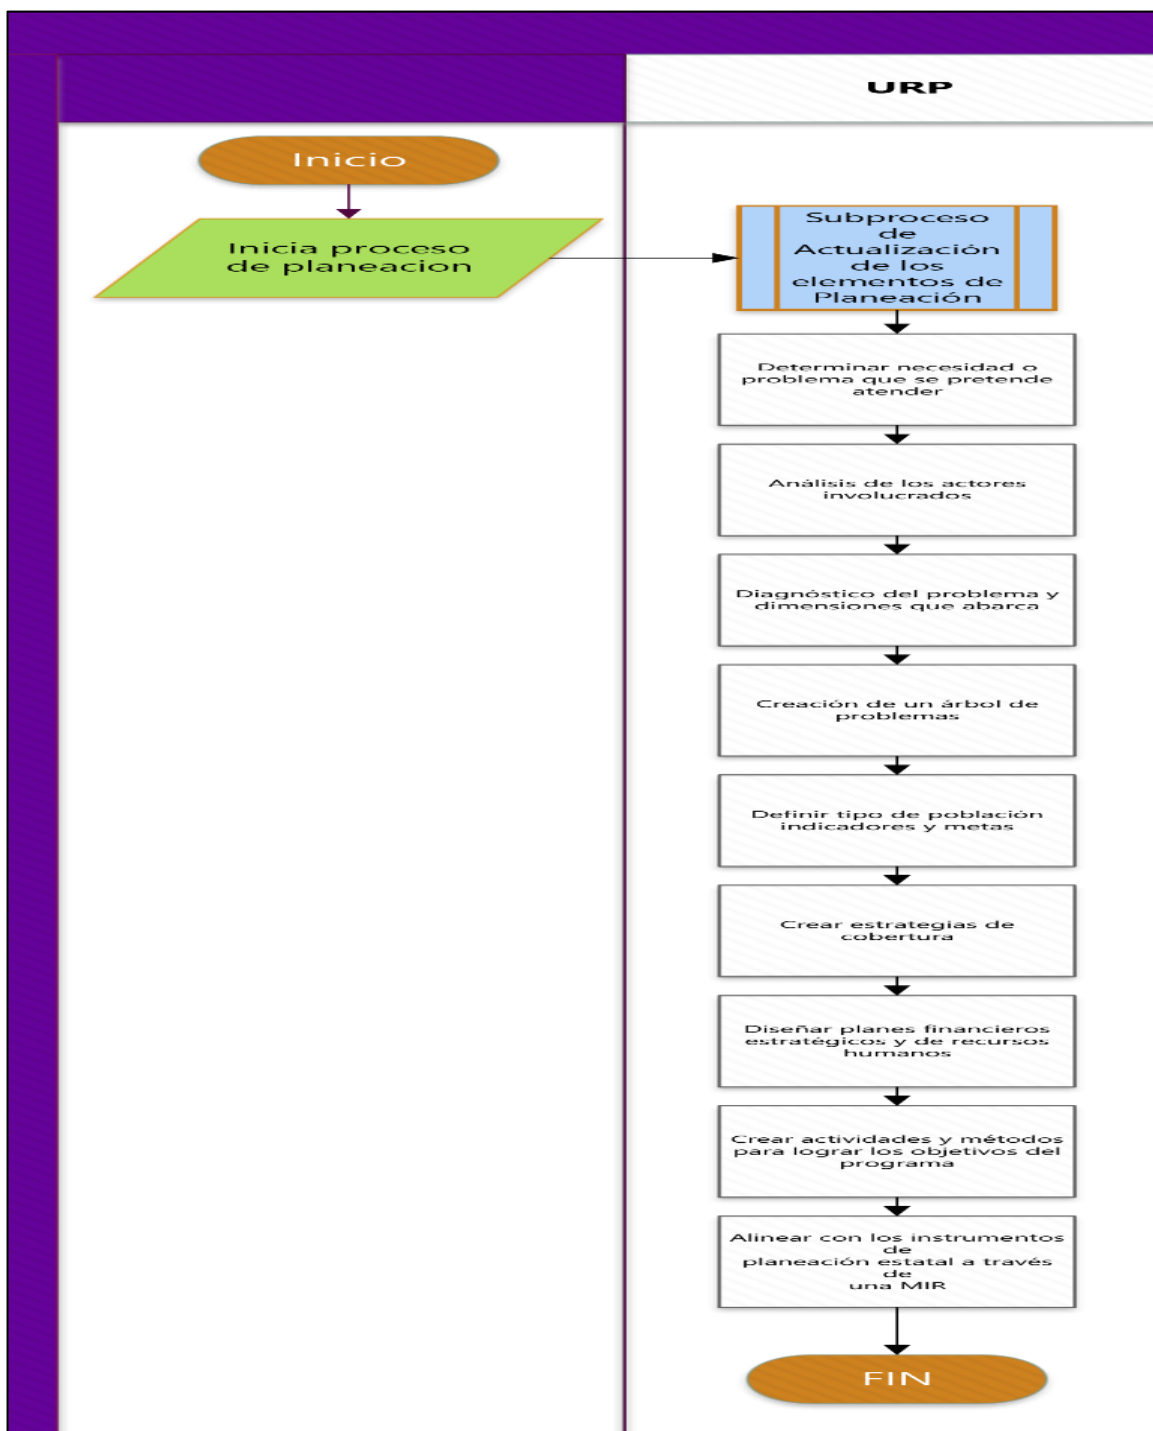 URP
Inicio
Inicia proceso
de planeacion
Subproceso
de
Actualización
de los
elementos de
Planeación
Determinar necesidad o
problema que se pretende
atender
Análisis de los actores
involucrados
Diagnóstico del problema y
dimensiones que abarca
Creación de un árbol de
problemas
Definir tipo de población
indicadores y metas
Crear estrategias de
cobertura
Diseñar planes financieros
estratégicos y de recursos
humanos
Crear actividades y métodos
para lograr los objetivos del
programa
Alinear con los instrumentos
de
planeación estatal a través
de
una MIR
FIN